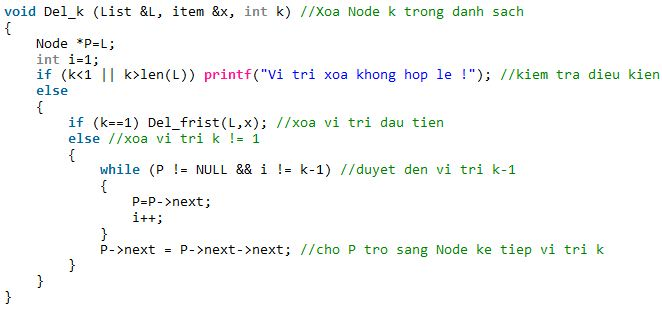 void Del_k (List &L, item &x, int k) //Xoa Node k trong danh sach
{
    Node *P=L;
    int i=1;
    if (k<1 || k>len(L)) printf("Vi tri xoa khong hop le !"); //kiem tra dieu kien
    else
    {
        if (k==1) Del_frist(L,x); //xoa vi tri dau tien
        else //xoa vi tri k != 1
        {
            while (P != NULL && i != k-1) //duyet den vi tri k-1
            {
                P=P->next;
                i++;
            }
            P->next = P->next->next; //cho P tro sang Node ke tiep vi tri k
        }
    }
}